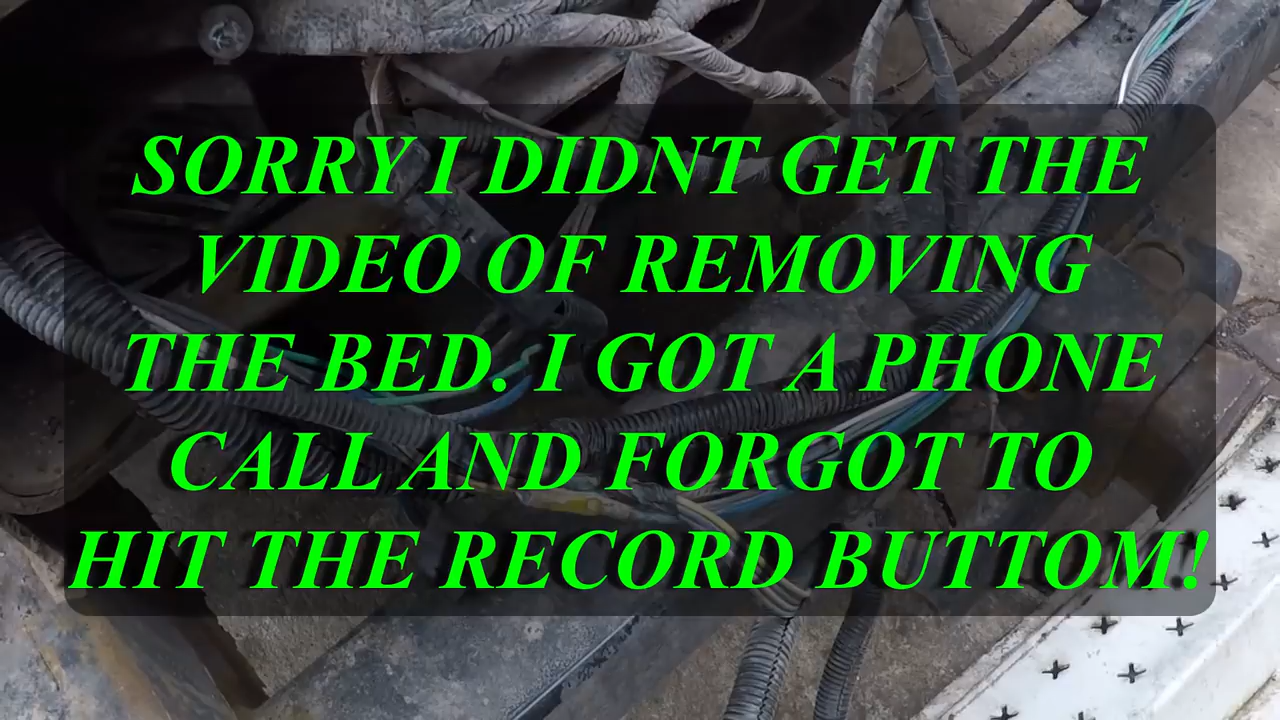 SORRY I DIDNT GET THE
VIDEO OF REMOVING
THE BED. I GOT A PHONE
CALL AND FORGOT TO
HIT THE RECORD BUTTOM!